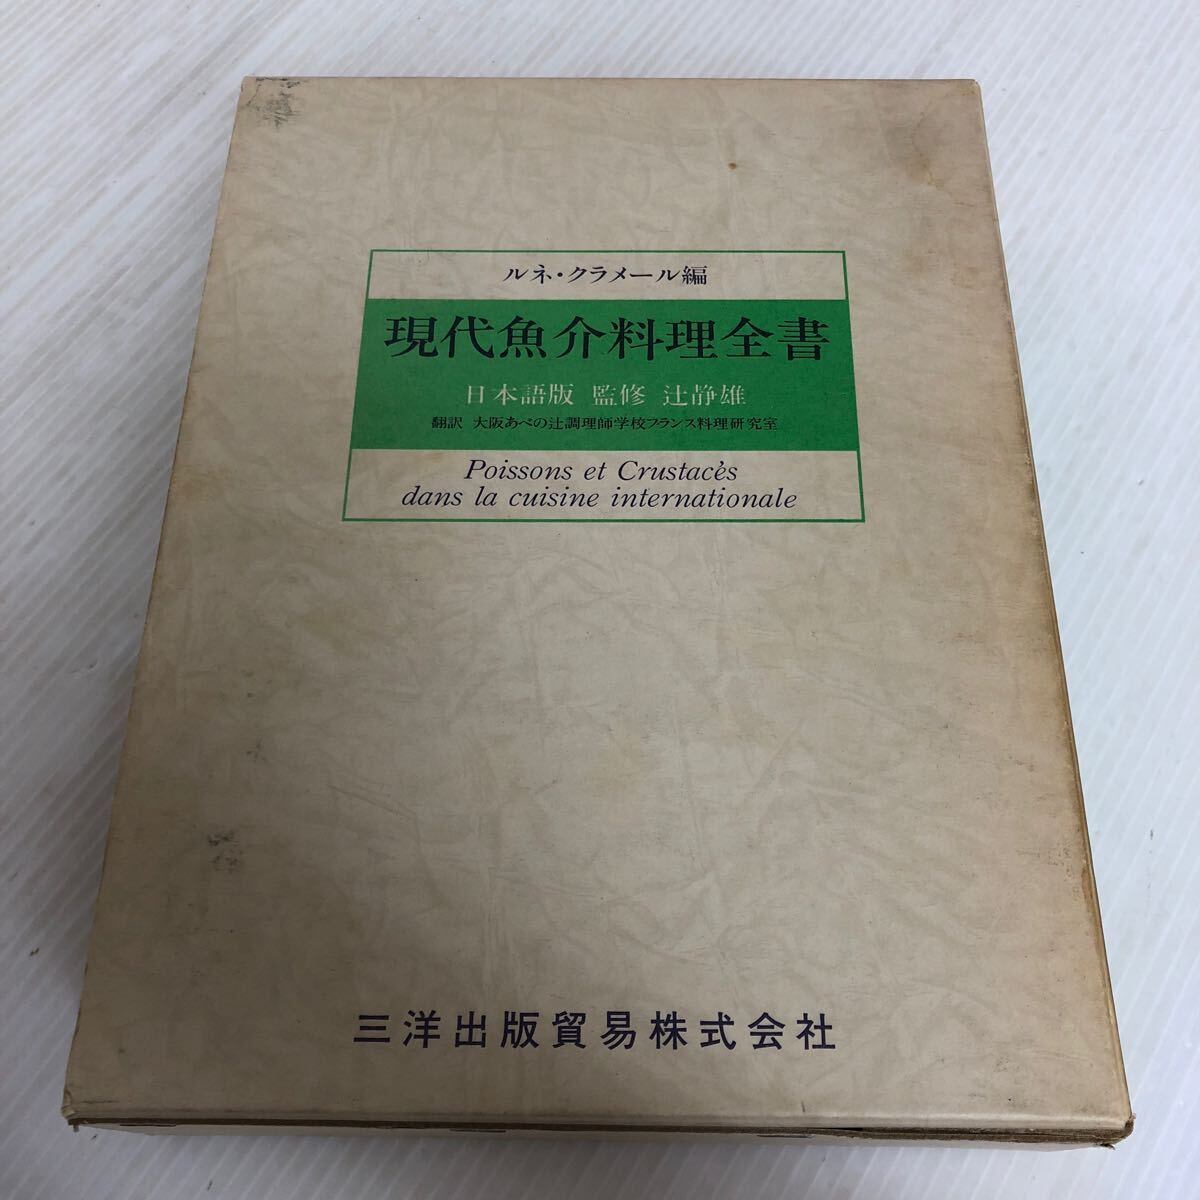 ルネ・クラメール編
現代魚介料理全書
日本語版 監修 辻静雄
翻訳 大阪あべの辻調理師学校フランス料理研究室
Poissons et Crustacès
dans la cuisine internationale
三洋出版貿易株式会社